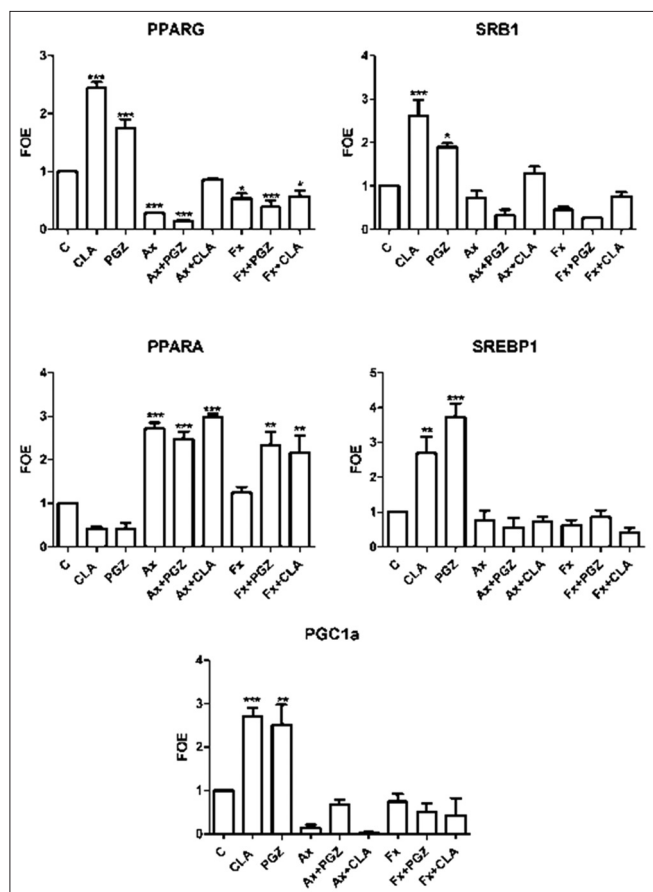 PPARG
SRB1
3
2
1
0
FOE
*** *** *** *** * *** *
C CLA PGZ Ax Ax+PGZ Ax+CLA Fx Fx+PGZ Fx+CLA
4
3
2
1
0
FOE
*** *
C CLA PGZ Ax Ax+PGZ Ax+CLA Fx Fx+PGZ Fx+CLA
PPARA
SREBP1
4
3
2
1
0
FOE
*** *** *** ** **
C CLA PGZ Ax Ax+PGZ Ax+CLA Fx Fx+PGZ Fx+CLA
5
4
3
2
1
0
FOE
** ***
C CLA PGZ Ax Ax+PGZ Ax+CLA Fx Fx+PGZ Fx+CLA
PGC1a
4
3
2
1
0
FOE
*** **
C CLA PGZ Ax Ax+PGZ Ax+CLA Fx Fx+PGZ Fx+CLA